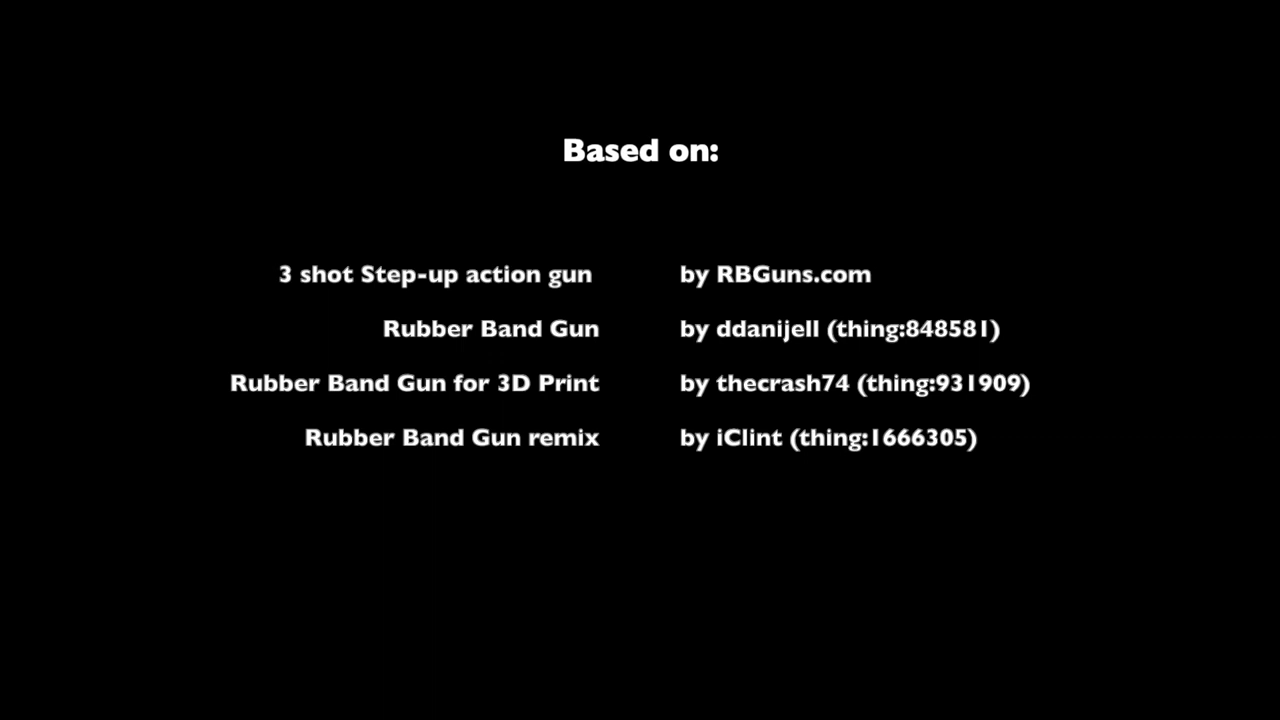 Based on:
3 shot Step-up action gun by RBGuns.com
Rubber Band Gun by ddanijell (thing:848581)
Rubber Band Gun for 3D Print by thecrash74 (thing:931909)
Rubber Band Gun remix by iClint (thing:1666305)